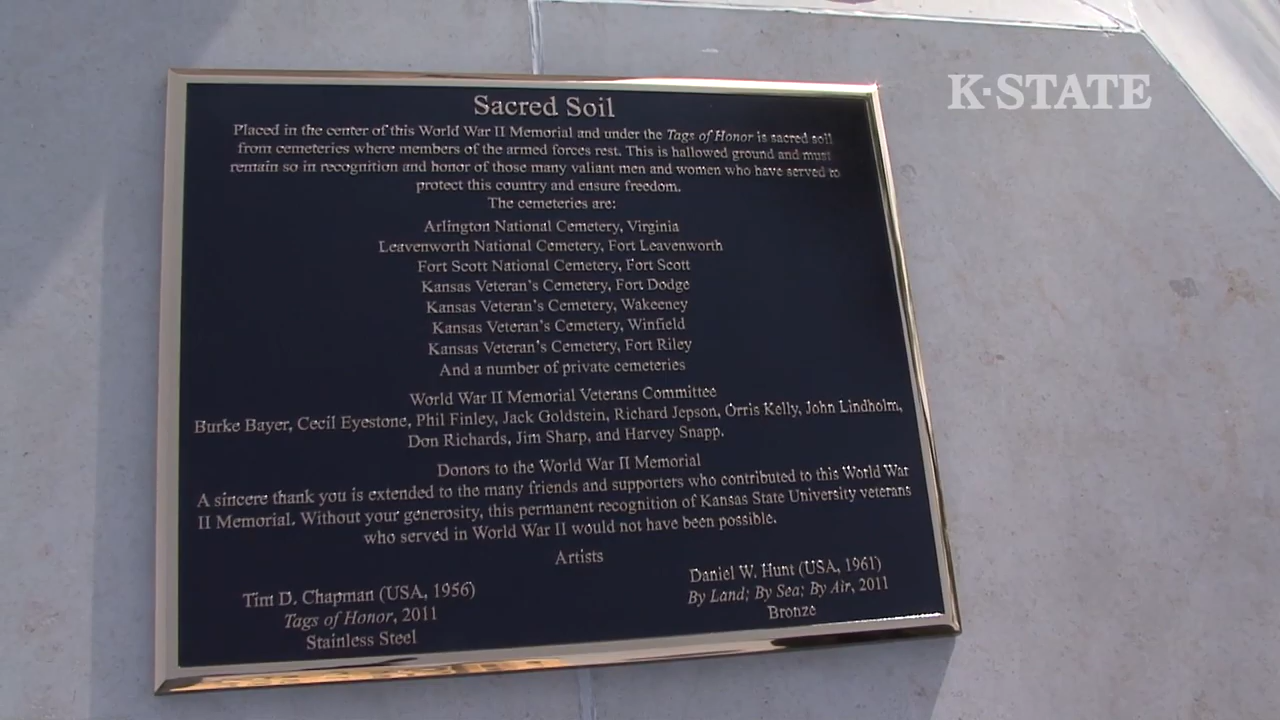 K-STATE
Sacred Soil
Placed in the center of this World War II Memorial and under the Tags of Honor is sacred soil
from cemeteries where members of the armed forces rest. This is hallowed ground and must
remain so in recognition and honor of those many valiant men and women who have served to
protect this country and ensure freedom.
The cemeteries are:
Arlington National Cemetery, Virginia
Leavenworth National Cemetery, Fort Leavenworth
Fort Scott National Cemetery, Fort Scott
Kansas Veteran's Cemetery, Fort Dodge
Kansas Veteran's Cemetery, Wakeeney
Kansas Veteran's Cemetery, Winfield
Kansas Veteran's Cemetery, Fort Riley
And a number of private cemeteries
World War II Memorial Veterans Committee
Burke Bayer, Cecil Eyestone, Phil Finley, Jack Goldstein, Richard Jepson, Orris Kelly, John Lindholm,
Don Richards, Jim Sharp, and Harvey Snapp.
Donors to the World War II Memorial
A sincere thank you is extended to the many friends and supporters who contributed to this World War
II Memorial. Without your generosity, this permanent recognition of Kansas State University veterans
who served in World War II would not have been possible.
Artists
Tim D. Chapman (USA, 1956)
Tags of Honor, 2011
Stainless Steel
Daniel W. Hunt (USA, 1961)
By Land; By Sea; By Air, 2011
Bronze